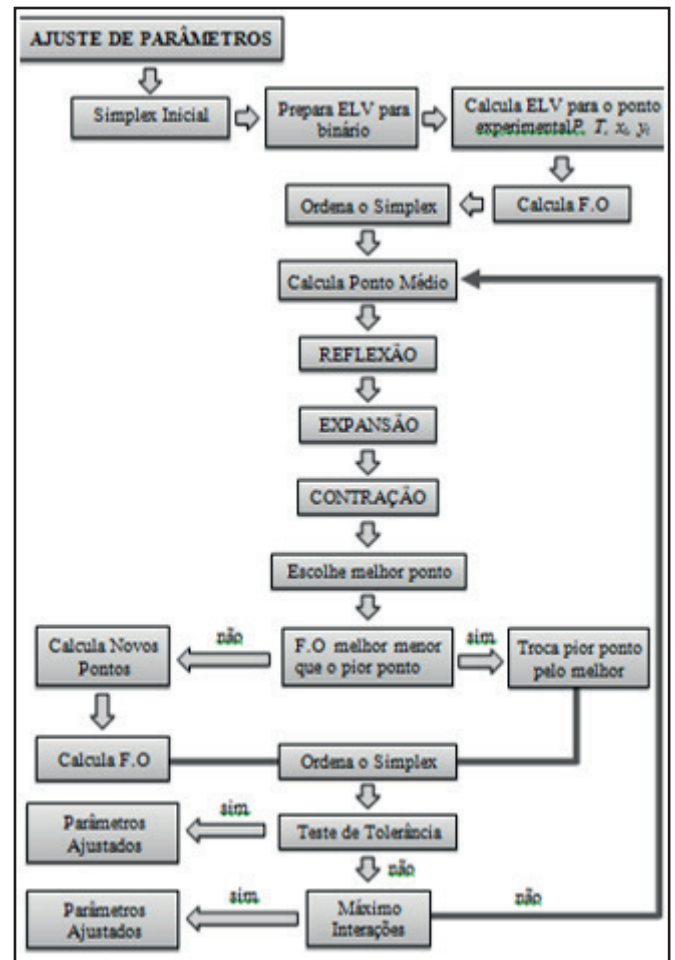 AJUSTE DE PARÂMETROS
Simplex Inicial
Prepara ELV para
binário
Calcula ELV para o ponto
experimental P, T, xᵢ, yᵢ
Calcula F.O
Ordena o Simplex
Calcula Ponto Médio
REFLEXÃO
EXPANSÃO
CONTRAÇÃO
Escolhe melhor ponto
F.O melhor menor
que o pior ponto
não
sim
Calcula Novos
Pontos
Troca pior ponto
pelo melhor
Calcula F.O
Ordena o Simplex
Teste de Tolerância
sim
Parâmetros
Ajustados
não
Máximo
Interações
sim
não
Parâmetros
Ajustados